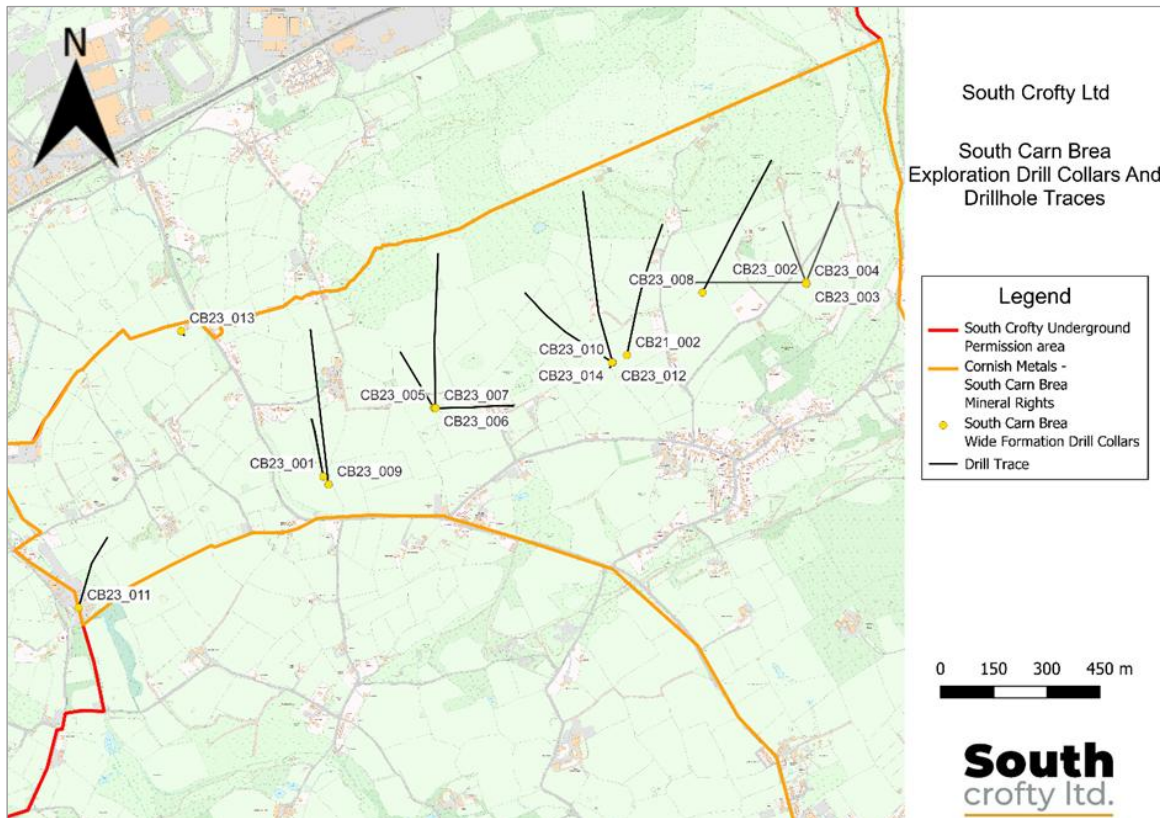 N
South Crofty Ltd
South Carn Brea
Exploration Drill Collars And
Drillhole Traces
CB23_002
CB23_004
CB23_008
CB23_003
CB23_013
CB21_002
CB23_010
CB23_014
CB23_012
CB23_005
CB23_007
CB23_006
CB23_001
CB23_009
CB23_011
Legend
South Crofty Underground
Permission area
Cornish Metals -
South Carn Brea
Mineral Rights
South Carn Brea
Wide Formation Drill Collars
Drill Trace
0 150 300 450 m
South
crofty ltd.